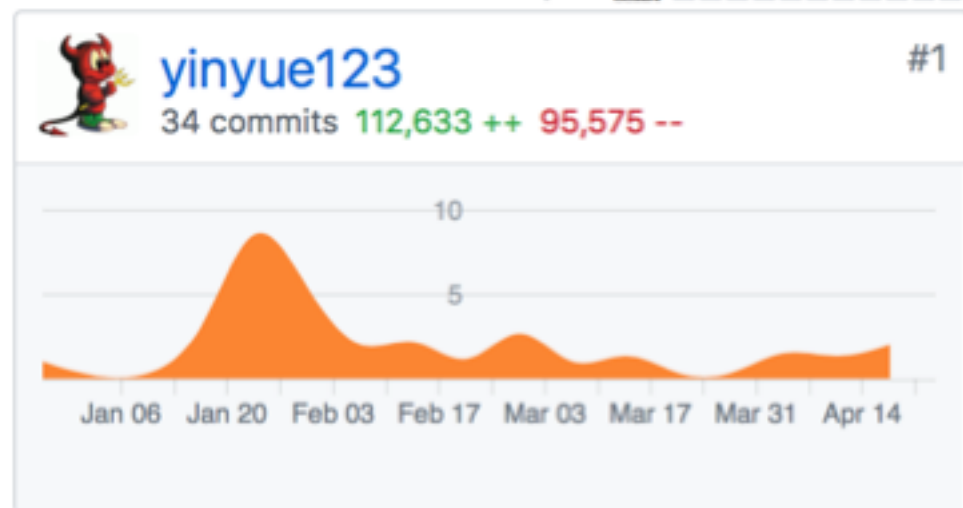 yinyue123 #1
34 commits 112,633 ++ 95,575 --
10
5
Jan 06 Jan 20 Feb 03 Feb 17 Mar 03 Mar 17 Mar 31 Apr 14